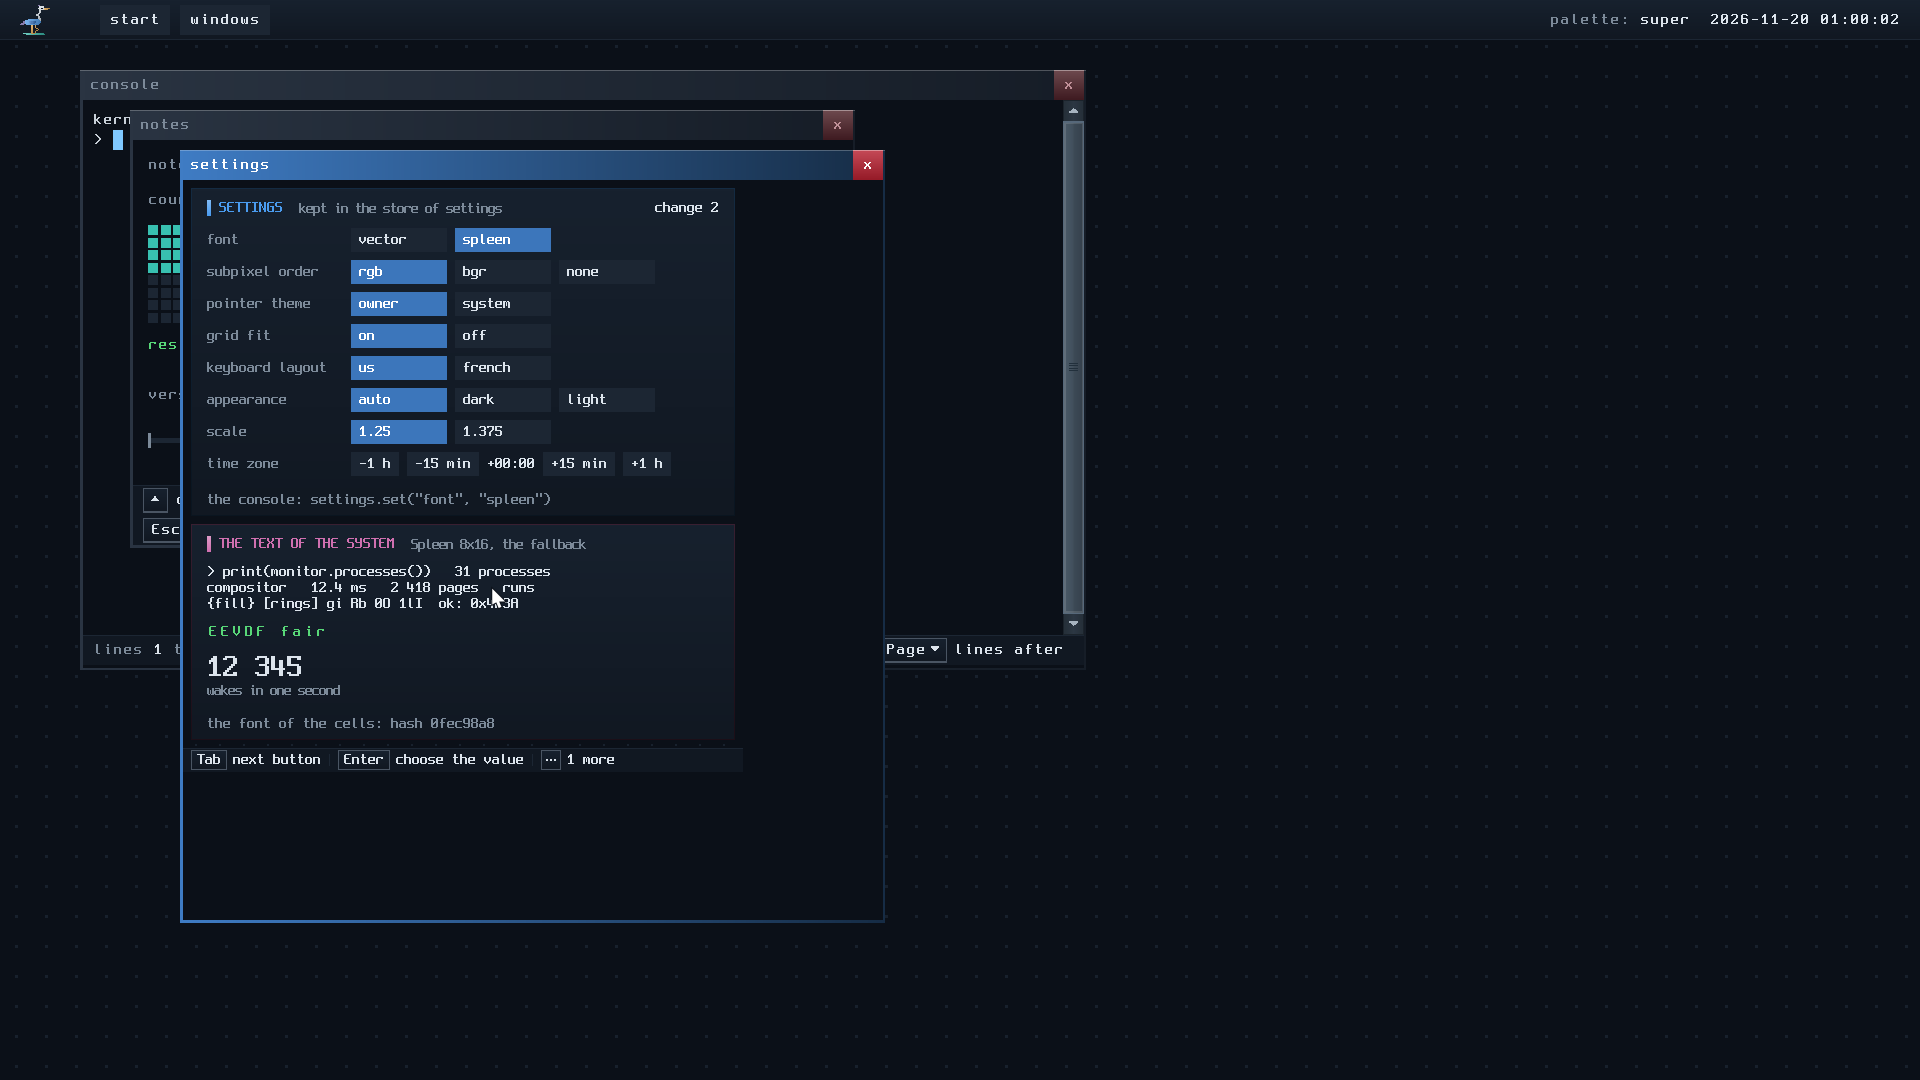 start windows palette: super 2026-11-20 01:00:02
console x
kern
>
notes x
settings x
SETTINGS kept in the store of settings change 2
font vector spleen
subpixel order rgb bgr none
pointer theme owner system
grid fit on off
keyboard layout us french
appearance auto dark light
scale 1.25 1.375
time zone -1 h -15 min +00:00 +15 min +1 h
the console: settings.set("font", "spleen")
Esc
THE TEXT OF THE SYSTEM Spleen 8x16, the fallback
> print(monitor.processes()) 31 processes
compositor 12.4 ms 2 418 pages runs
{fill} [rings] gi Rb 0O 1lI ok:
EEVDF fair
12 345
wakes in one second
the font of the cells: hash 0fec98a8
Tab next button Enter choose the value ... 1 more
lines 1 Page lines after